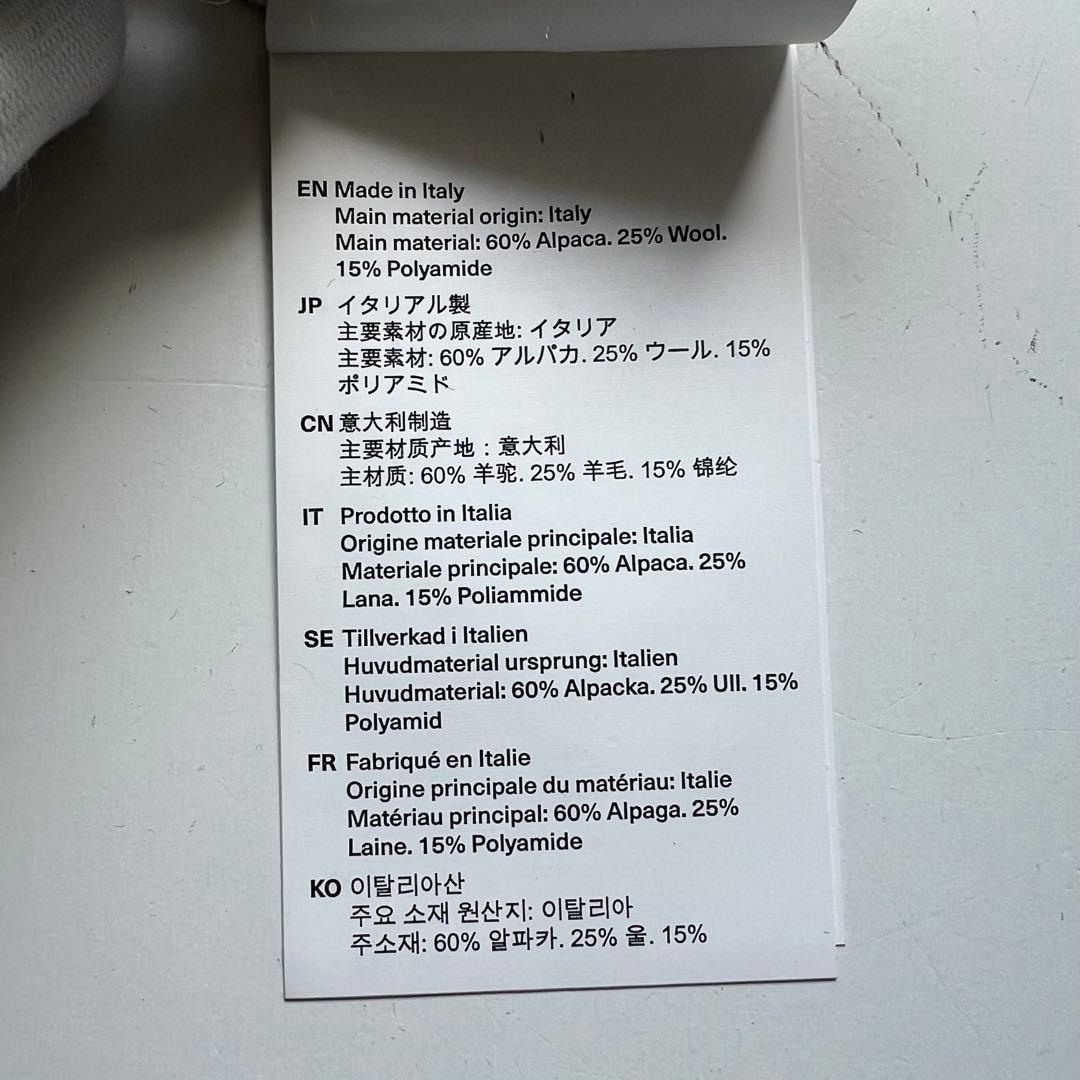 EN Made in Italy
Main material origin: Italy
Main material: 60% Alpaca. 25% Wool.
15% Polyamide
JP イタリアル製
主要素材の原産地: イタリア
主要素材: 60% アルパカ. 25% ウール. 15%
ポリアミド
CN 意大利制造
主要材质产地：意大利
主材质: 60% 羊驼. 25% 羊毛. 15% 锦纶
IT Prodotto in Italia
Origine materiale principale: Italia
Materiale principale: 60% Alpaca. 25%
Lana. 15% Poliammide
SE Tillverkad i Italien
Huvudmaterial ursprung: Italien
Huvudmaterial: 60% Alpacka. 25% Ull. 15%
Polyamid
FR Fabriqué en Italie
Origine principale du matériau: Italie
Matériau principal: 60% Alpaga. 25%
Laine. 15% Polyamide
KO 이탈리아산
주요 소재 원산지: 이탈리아
주소재: 60% 알파카. 25% 울. 15%